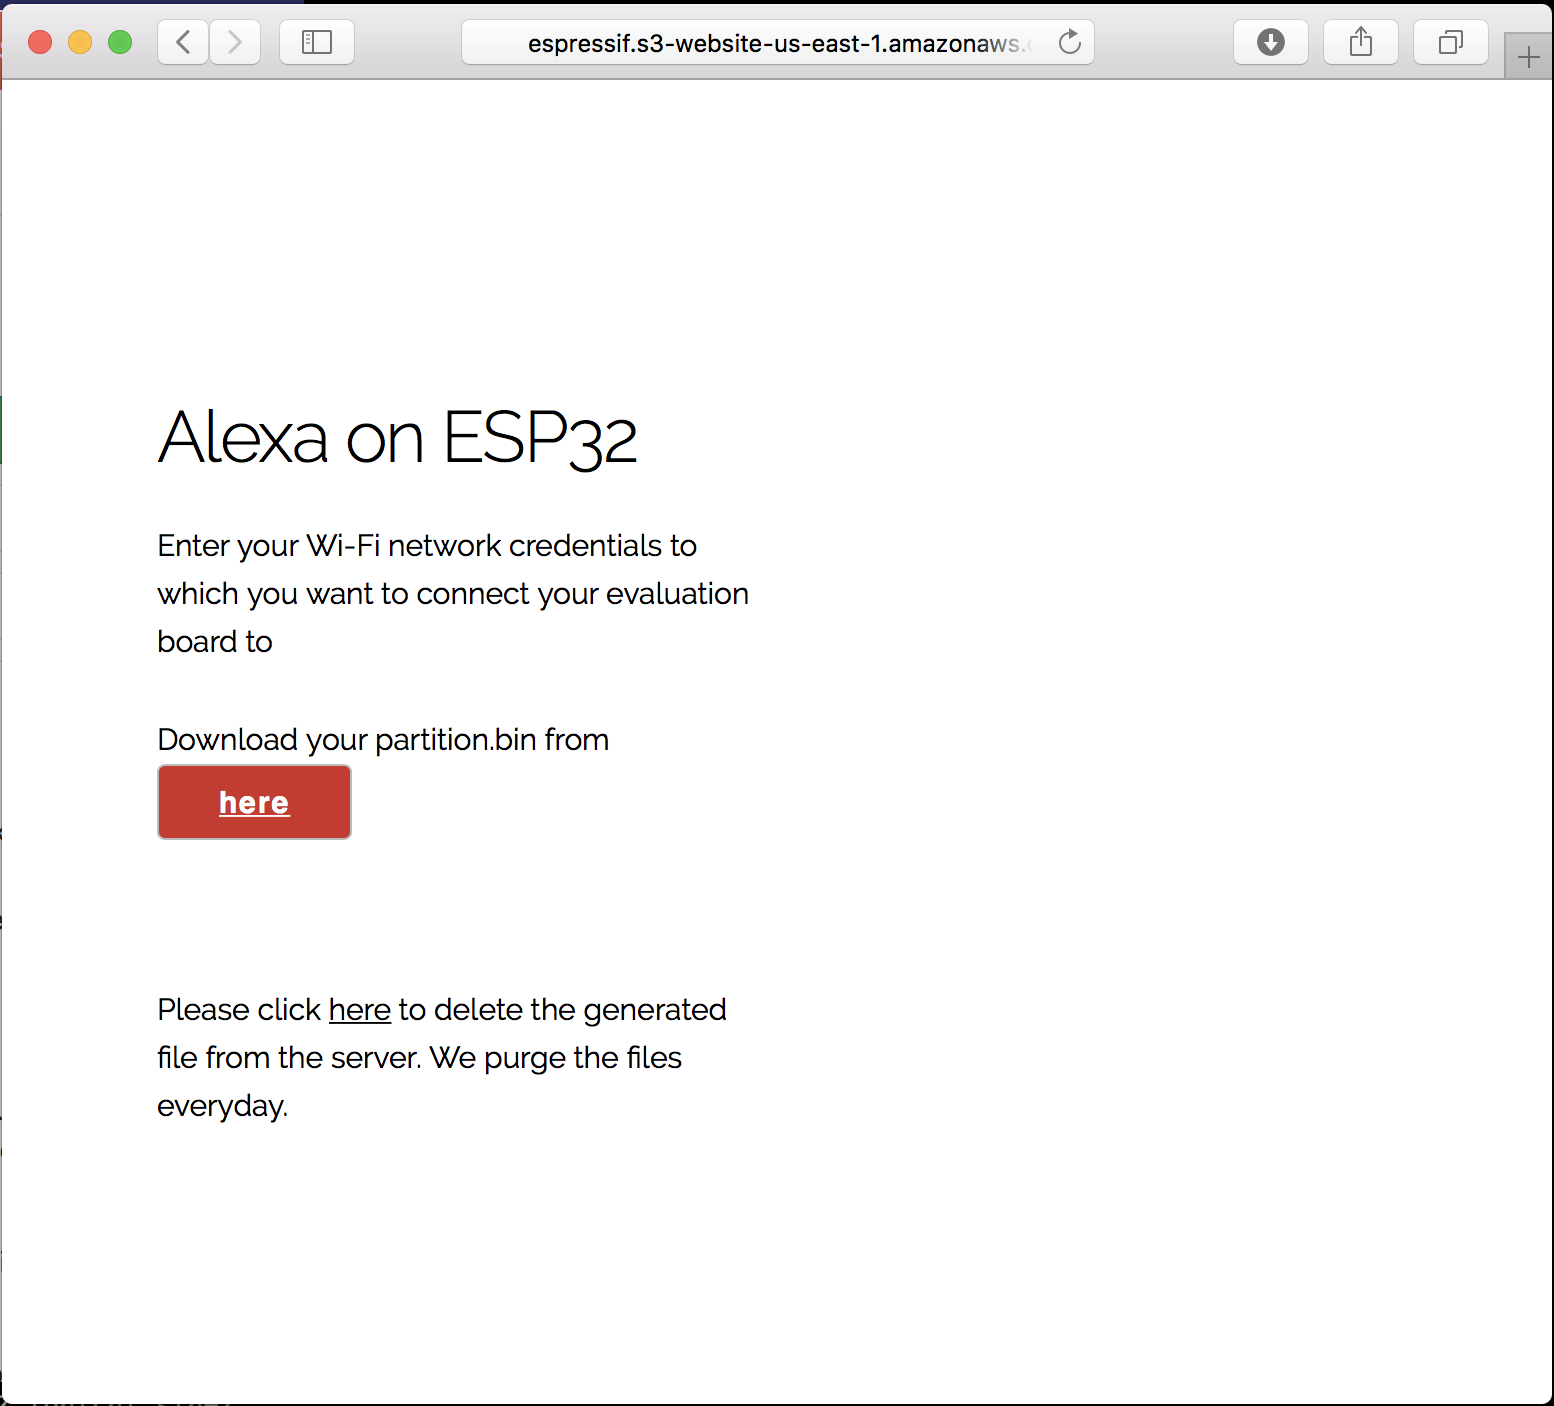 espressif.s3-website-us-east-1.amazonaws.
Alexa on ESP32
Enter your Wi-Fi network credentials to
which you want to connect your evaluation
board to
Download your partition.bin from
here
Please click here to delete the generated
file from the server. We purge the files
everyday.